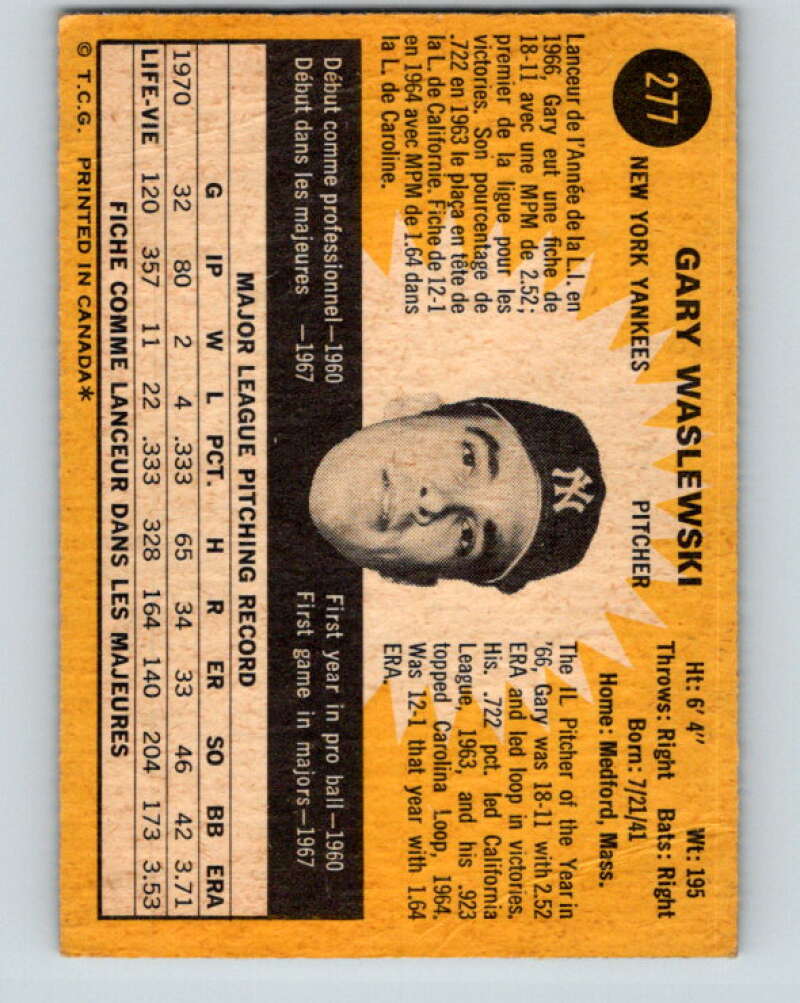 277
GARY WASLEWSKI
NEW YORK YANKEES PITCHER
Ht: 6' 4" Wt: 195
Throws: Right Bats: Right
Born: 7/21/41
Home: Medford, Mass.
Lanceur de l'Année de la L.I. en
1966, Gary eut une fiche de
18-11 avec une MPM de 2.52;
premier de la ligue pour les
victories. Son pourcentage de
.722 en 1963 le plaça en tête de
la L. de Californie. Fiche de 12-1
en 1964 avec MPM de 1.64 dans
la L. de Caroline.
NY
The IL Pitcher of the Year in
'66, Gary was 18-11 with 2.52
ERA and led loop in victories.
His. .722 pct. led California
League, 1963, and his .923
topped Carolina Loop, 1964.
Was 12-1 that year with 1.64
ERA.
Début comme professionnel—1960
Début dans les majeures —1967
First year in pro ball—1960
First game in majors—1967
MAJOR LEAGUE PITCHING RECORD
G IP W L PCT. H R ER SO BB ERA
1970 32 80 2 4 .333 65 34 33 46 42 3.71
LIFE-VIE 120 357 11 22 .333 328 164 140 204 173 3.53
FICHE COMME LANCEUR DANS LES MAJEURES
© T.C.G. PRINTED IN CANADA*